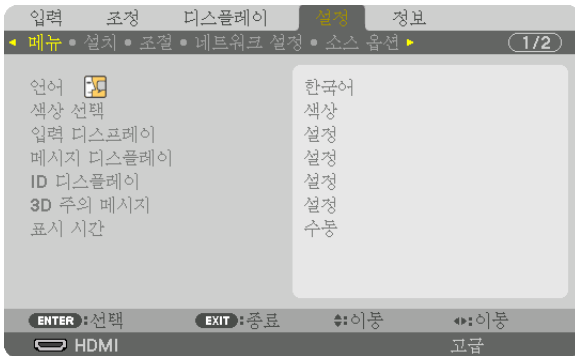 입력 조정 디스플레이 설정 정보
메뉴 • 설치 • 조절 • 네트워크 설정 • 소스 옵션 1/2
언어 한국어
색상 선택 색상
입력 디스프레이 설정
메시지 디스플레이 설정
ID 디스플레이 설정
3D 주의 메시지 설정
표시 시간 수동
ENTER :선택 EXIT :종료 :이동 :이동
HDMI 고급